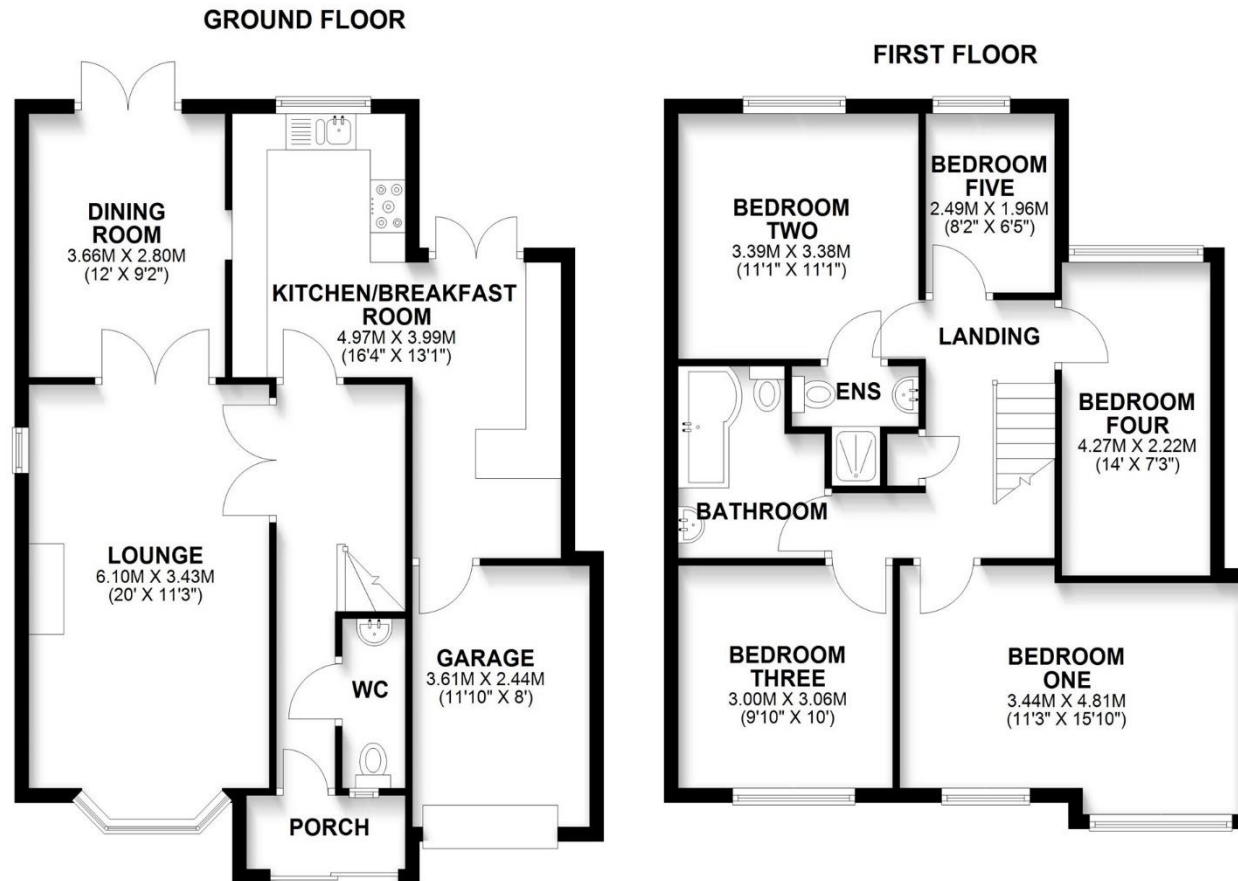 GROUND FLOOR
DINING
ROOM
3.66M X 2.80M
(12' X 9'2")
KITCHEN/BREAKFAST
ROOM
4.97M X 3.99M
(16'4" X 13'1")
LOUNGE
6.10M X 3.43M
(20' X 11'3")
WC
GARAGE
3.61M X 2.44M
(11'10" X 8')
PORCH
FIRST FLOOR
BEDROOM
TWO
3.39M X 3.38M
(11'1" X 11'1")
BEDROOM
FIVE
2.49M X 1.96M
(8'2" X 6'5")
LANDING
ENS
BEDROOM
FOUR
4.27M X 2.22M
(14' X 7'3")
BATHROOM
BEDROOM
THREE
3.00M X 3.06M
(9'10" X 10')
BEDROOM
ONE
3.44M X 4.81M
(11'3" X 15'10")